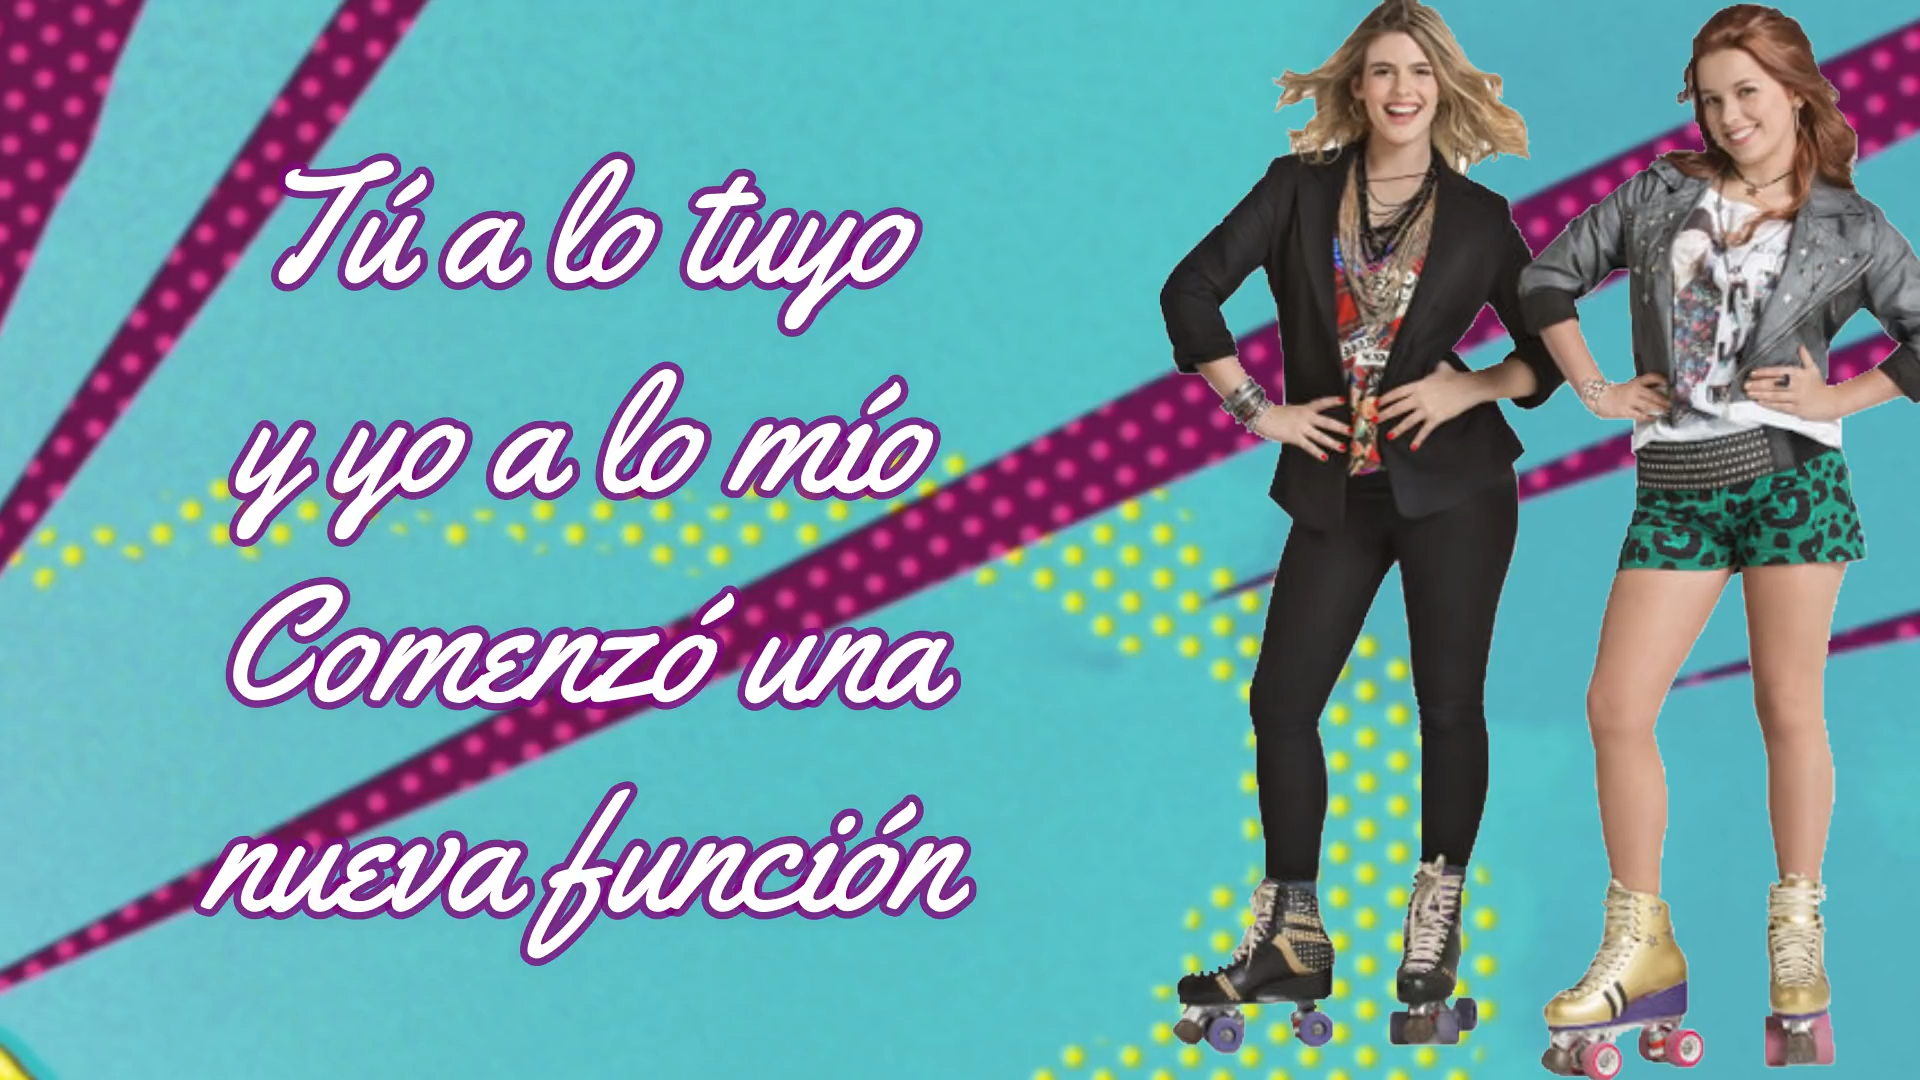 Tú a lo tuyo
y yo a lo mío
Comenzó una
nueva función